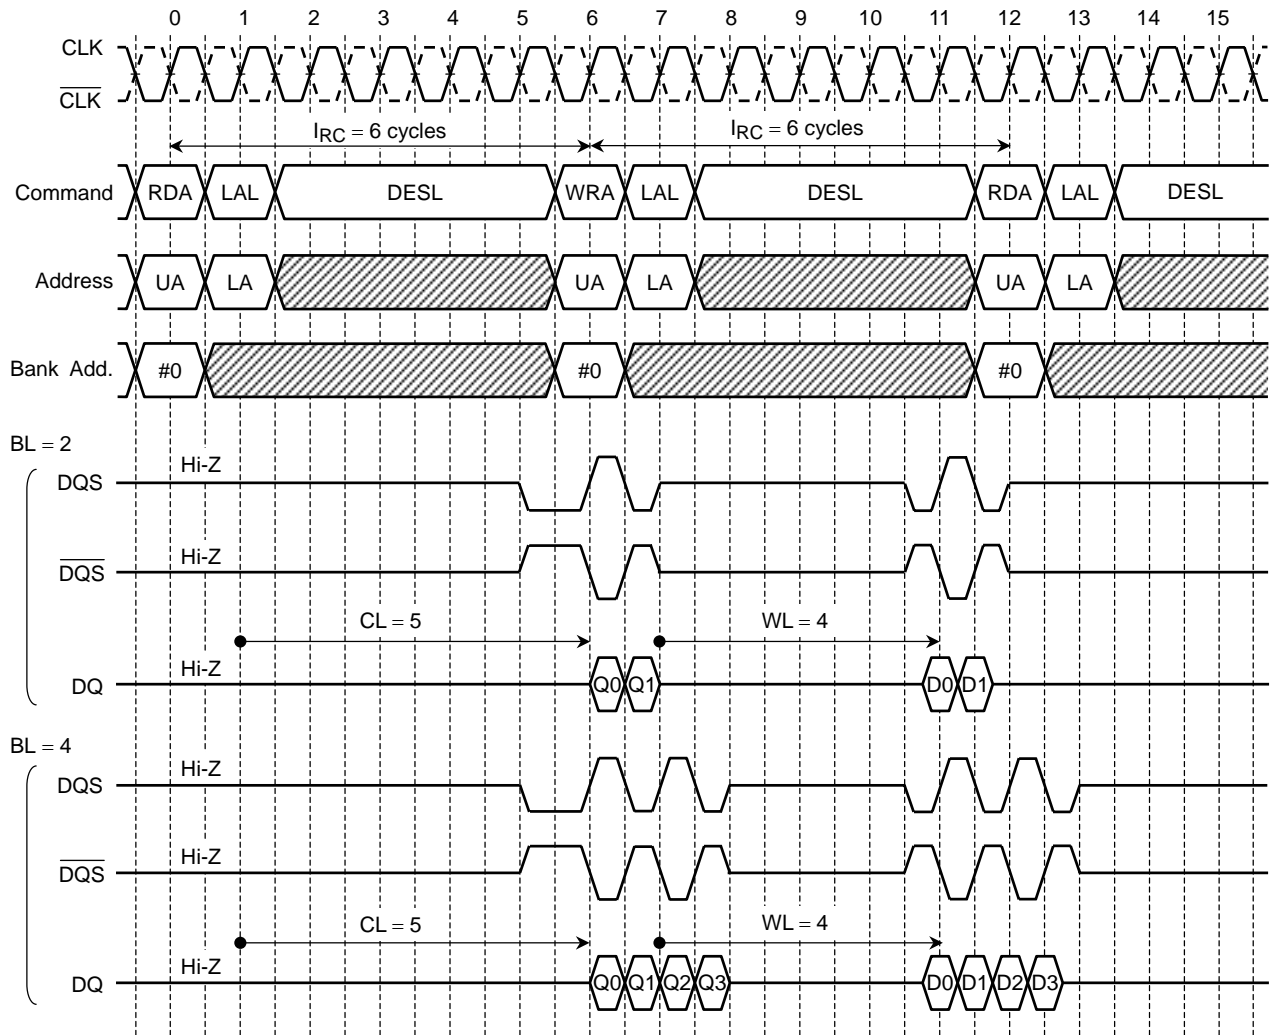 0 1 2 3 4 5 6 7 8 9 10 11 12 13 14 15
CLK
CLK
IRC = 6 cycles IRC = 6 cycles
Command RDA LAL DESL WRA LAL DESL RDA LAL DESL
Address UA LA UA LA UA LA
Bank Add. #0 #0 #0
BL = 2
DQS Hi-Z
DQS Hi-Z
CL = 5 WL = 4
DQ Hi-Z Q0 Q1 D0 D1
BL = 4
DQS Hi-Z
DQS Hi-Z
CL = 5 WL = 4
DQ Hi-Z Q0 Q1 Q2 Q3 D0 D1 D2 D3